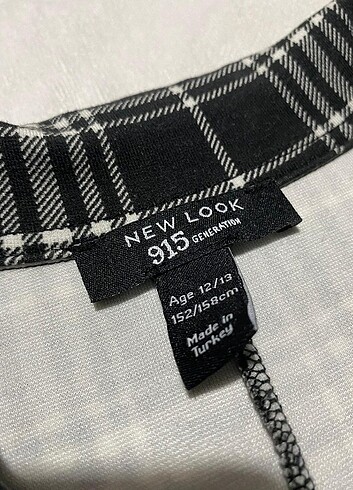 NEW LOOK
915 GENERATION
Age 12/13
152/158cm
Made in
Turkey